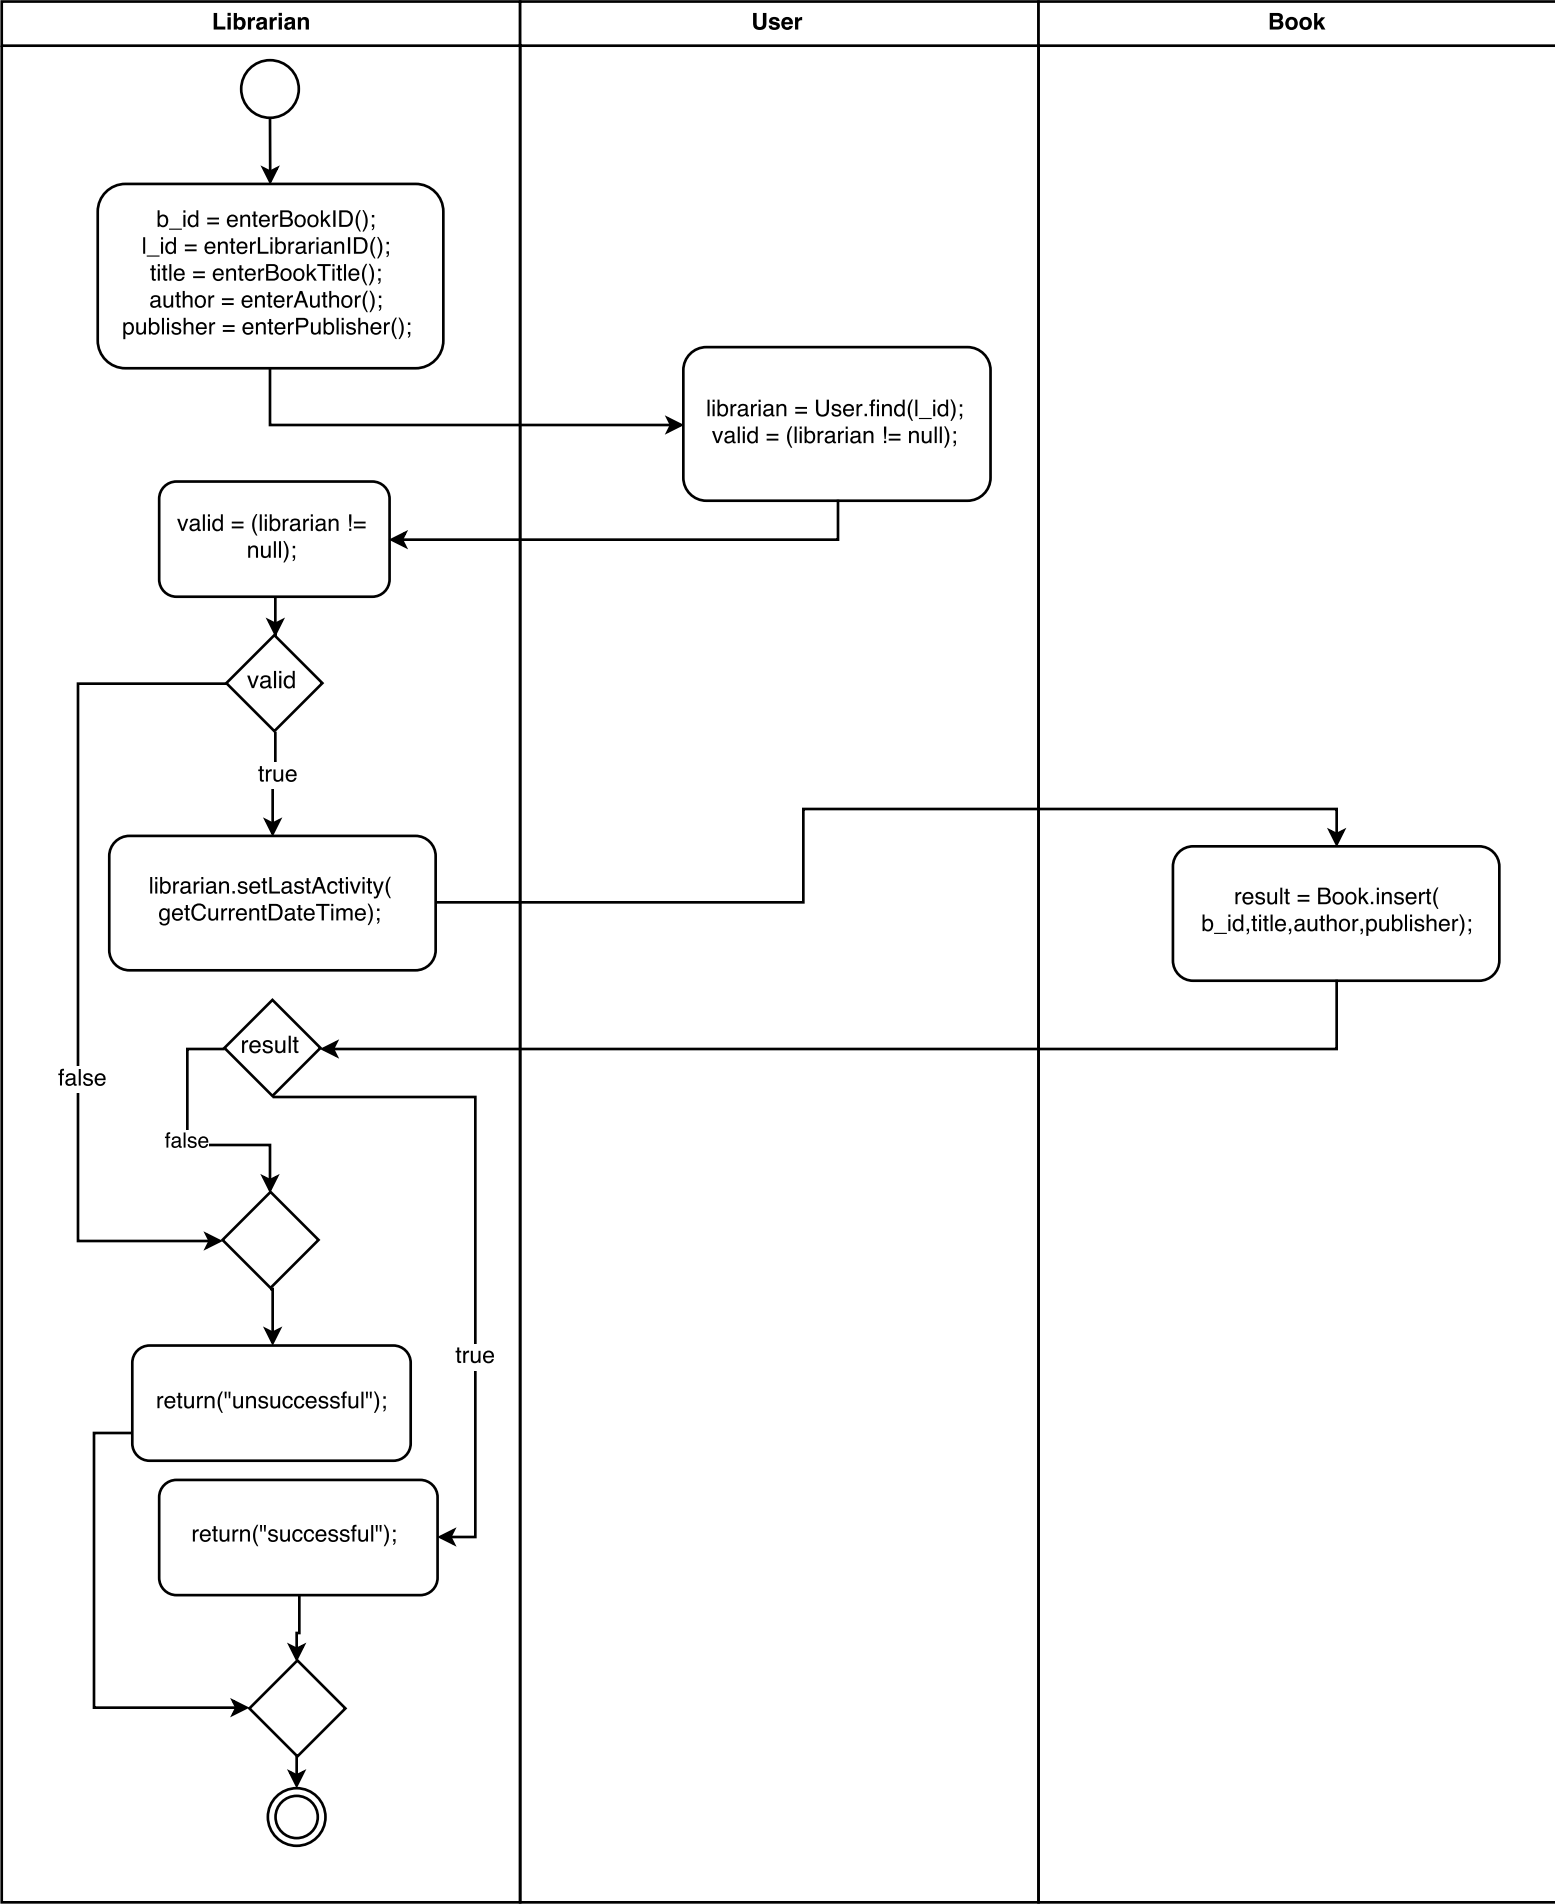 Librarian
User
Book
b_id = enterBookID();
l_id = enterLibrarianID();
title = enterBookTitle();
author = enterAuthor();
publisher = enterPublisher();
librarian = User.find(l_id);
valid = (librarian != null);
valid = (librarian !=
null);
valid
true
librarian.setLastActivity(
getCurrentDateTime);
result = Book.insert(
b_id,title,author,publisher);
result
false
false
true
return("unsuccessful");
return("successful");